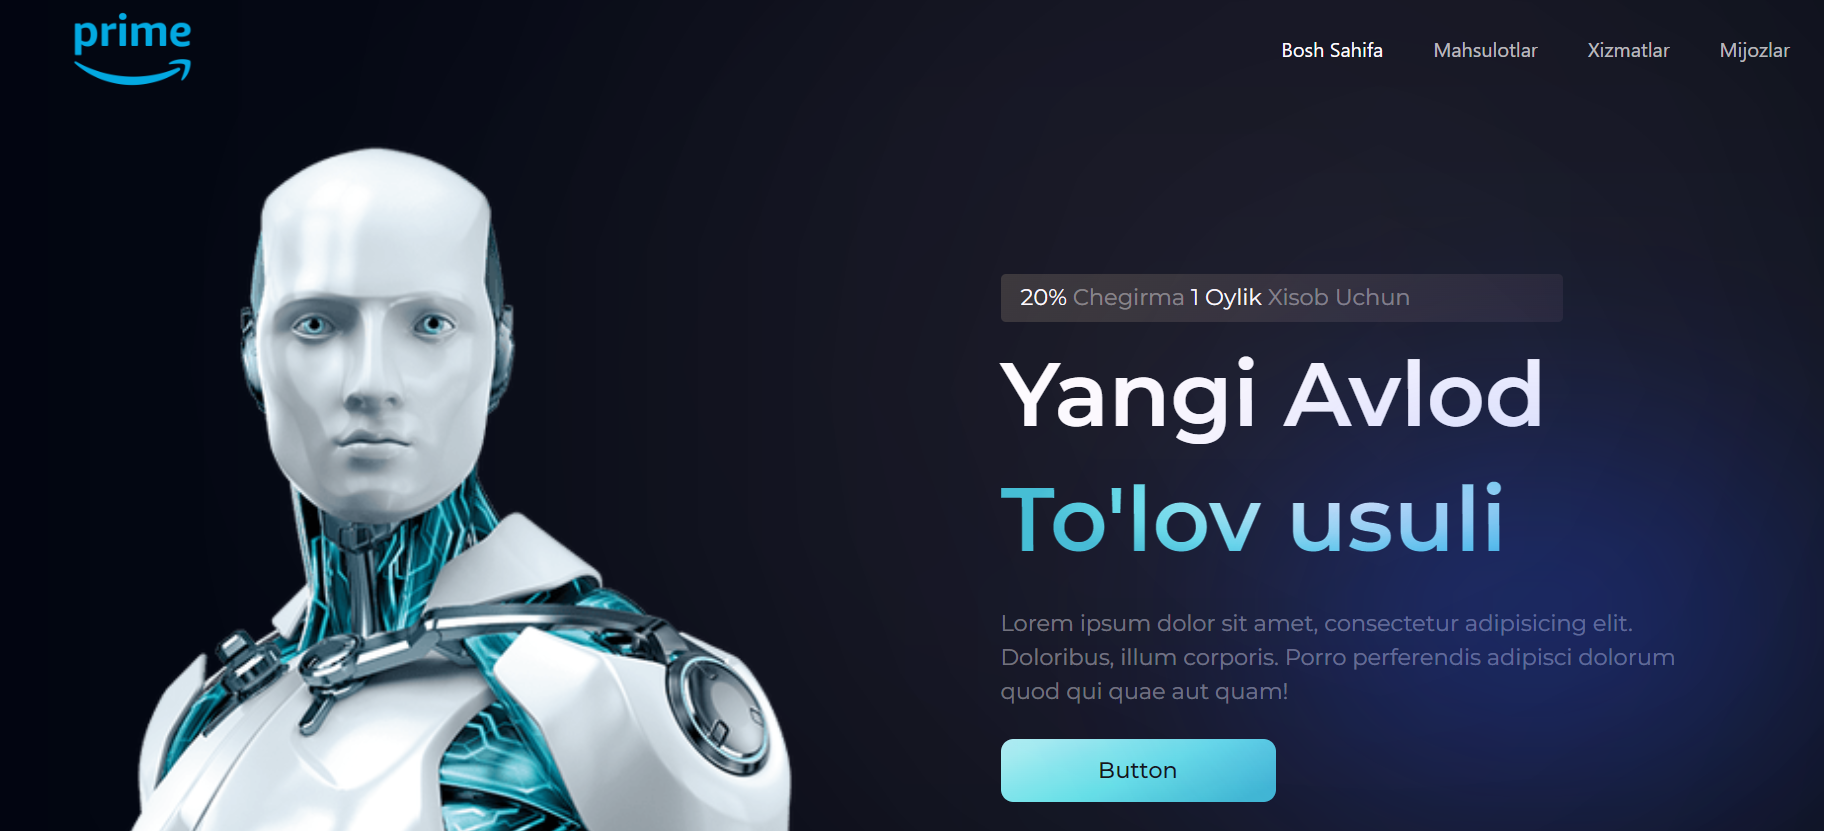 prime
Bosh Sahifa Mahsulotlar Xizmatlar Mijozlar
20% Chegirma 1 Oylik Xisob Uchun
Yangi Avlod
To'lov usuli
Lorem ipsum dolor sit amet, consectetur adipisicing elit.
Doloribus, illum corporis. Porro perferendis adipisci dolorum
quod qui quae aut quam!
Button